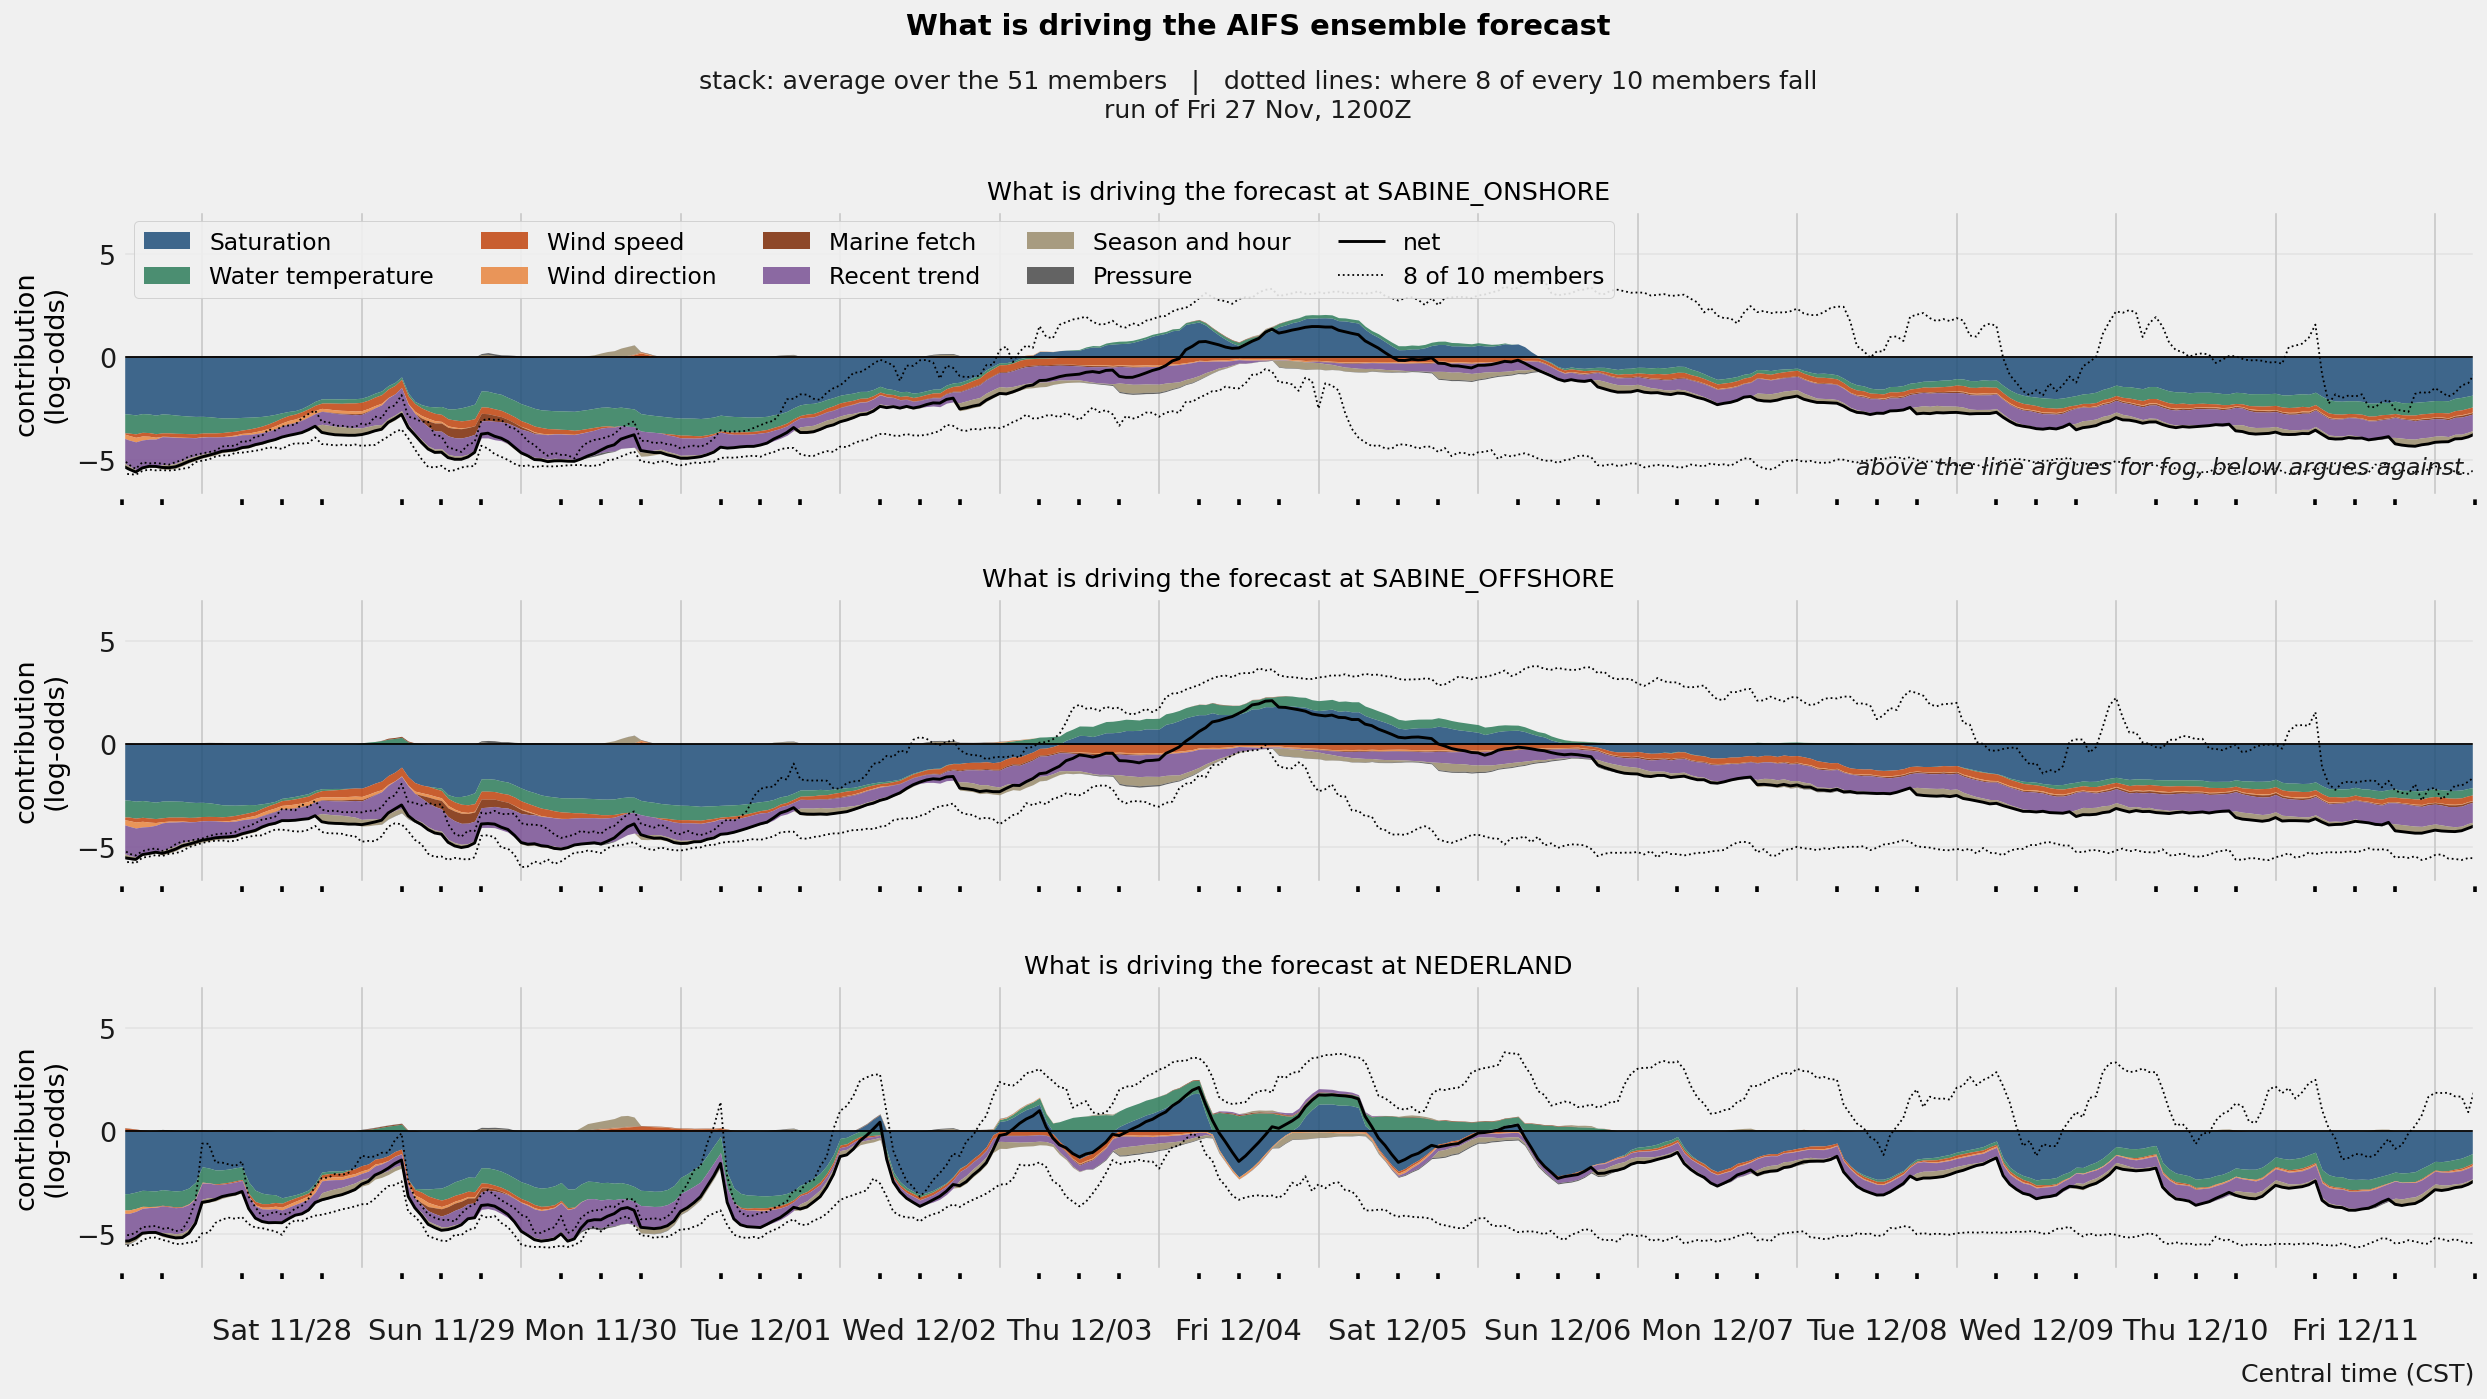 What is driving the AIFS ensemble forecast
stack: average over the 51 members | dotted lines: where 8 of every 10 members fall
run of Fri 27 Nov, 1200Z
What is driving the forecast at SABINE_ONSHORE
Saturation
Water temperature
Wind speed
Wind direction
Marine fetch
Recent trend
Season and hour
Pressure
net
8 of 10 members
contribution
(log-odds)
5
0
−5
above the line argues for fog, below argues against
What is driving the forecast at SABINE_OFFSHORE
contribution
(log-odds)
5
0
−5
What is driving the forecast at NEDERLAND
contribution
(log-odds)
5
0
−5
Sat 11/28 Sun 11/29 Mon 11/30 Tue 12/01 Wed 12/02 Thu 12/03 Fri 12/04 Sat 12/05 Sun 12/06 Mon 12/07 Tue 12/08 Wed 12/09 Thu 12/10 Fri 12/11
Central time (CST)